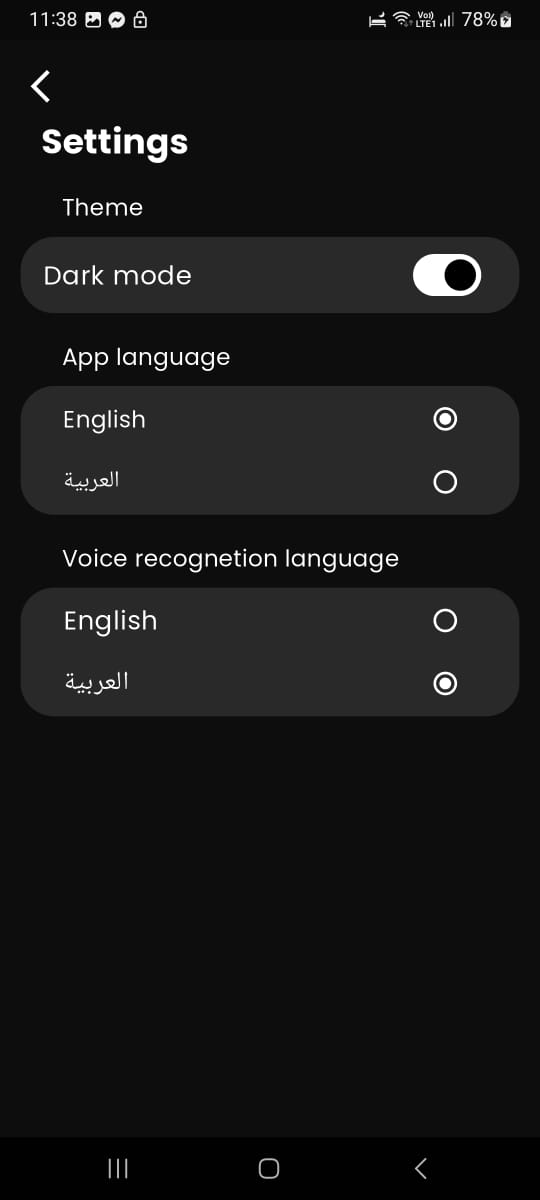 11:38 Vo)) LTE1 78%
Settings
Theme
Dark mode
App language
English
العربية
Voice recognetion language
English
العربية